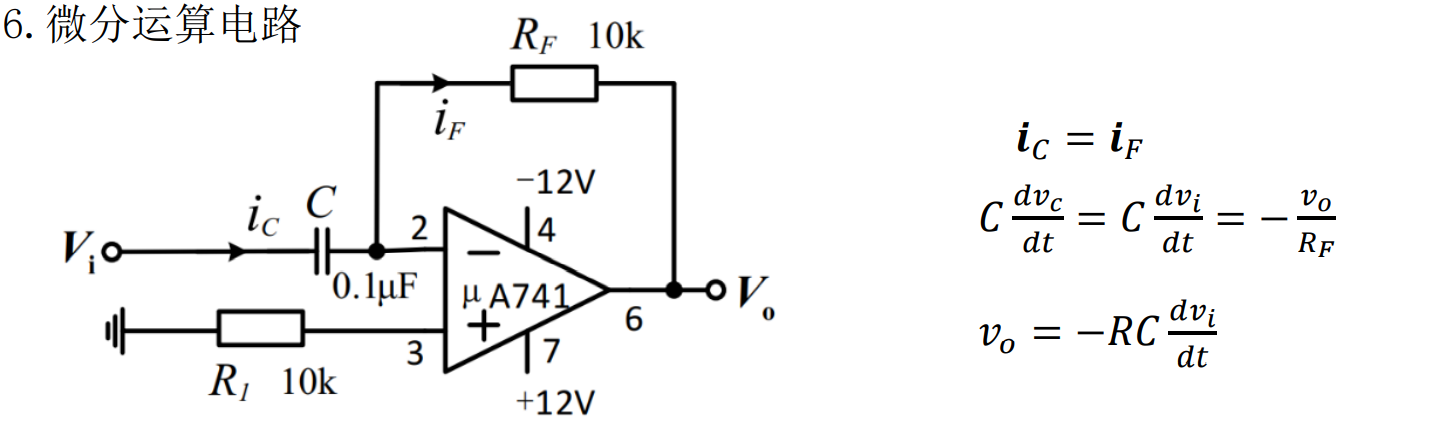 6. 微分运算电路
R_F 10k
i_F
−12V
i_C C
2 4
V_i
−
0.1μF
μA741
V_o
+
6
3 7
R_1 10k
+12V
i_C = i_F
C dv_c/dt = C dv_i/dt = − v_o/R_F
v_o = −RC dv_i/dt